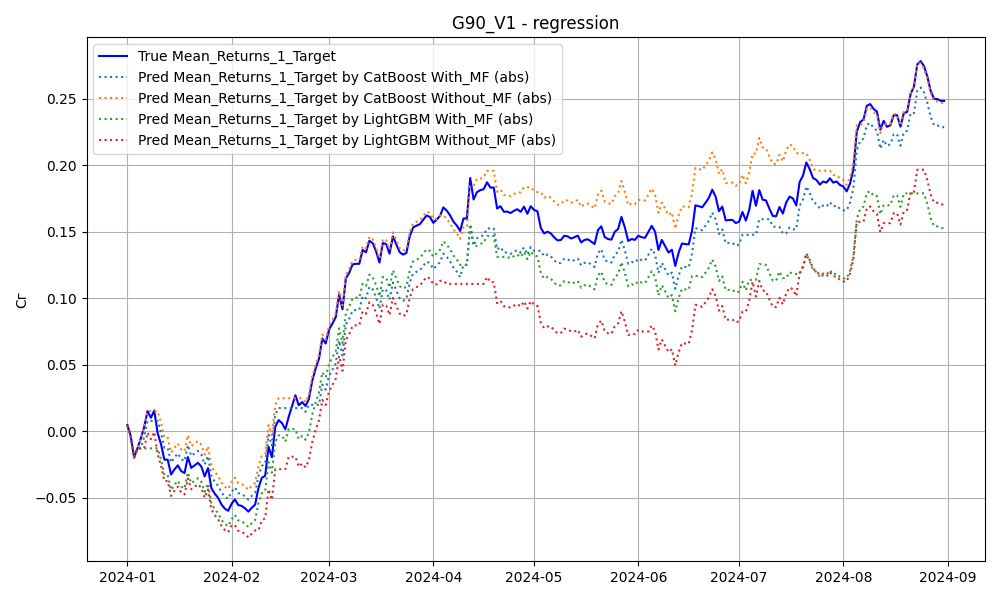 G90_V1 - regression
True Mean_Returns_1_Target
Pred Mean_Returns_1_Target by CatBoost With_MF (abs)
Pred Mean_Returns_1_Target by CatBoost Without_MF (abs)
Pred Mean_Returns_1_Target by LightGBM With_MF (abs)
Pred Mean_Returns_1_Target by LightGBM Without_MF (abs)
Cr
0.25
0.20
0.15
0.10
0.05
0.00
−0.05
2024-01 2024-02 2024-03 2024-04 2024-05 2024-06 2024-07 2024-08 2024-09